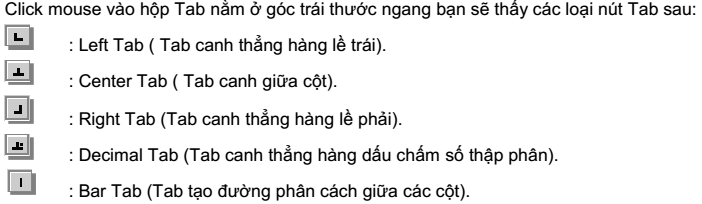 Click mouse vào hộp Tab nằm ở góc trái thước ngang bạn sẽ thấy các loại nút Tab sau:
: Left Tab ( Tab canh thẳng hàng lề trái).
: Center Tab ( Tab canh giữa cột).
: Right Tab (Tab canh thẳng hàng lề phải).
: Decimal Tab (Tab canh thẳng hàng dấu chấm số thập phân).
: Bar Tab (Tab tạo đường phân cách giữa các cột).